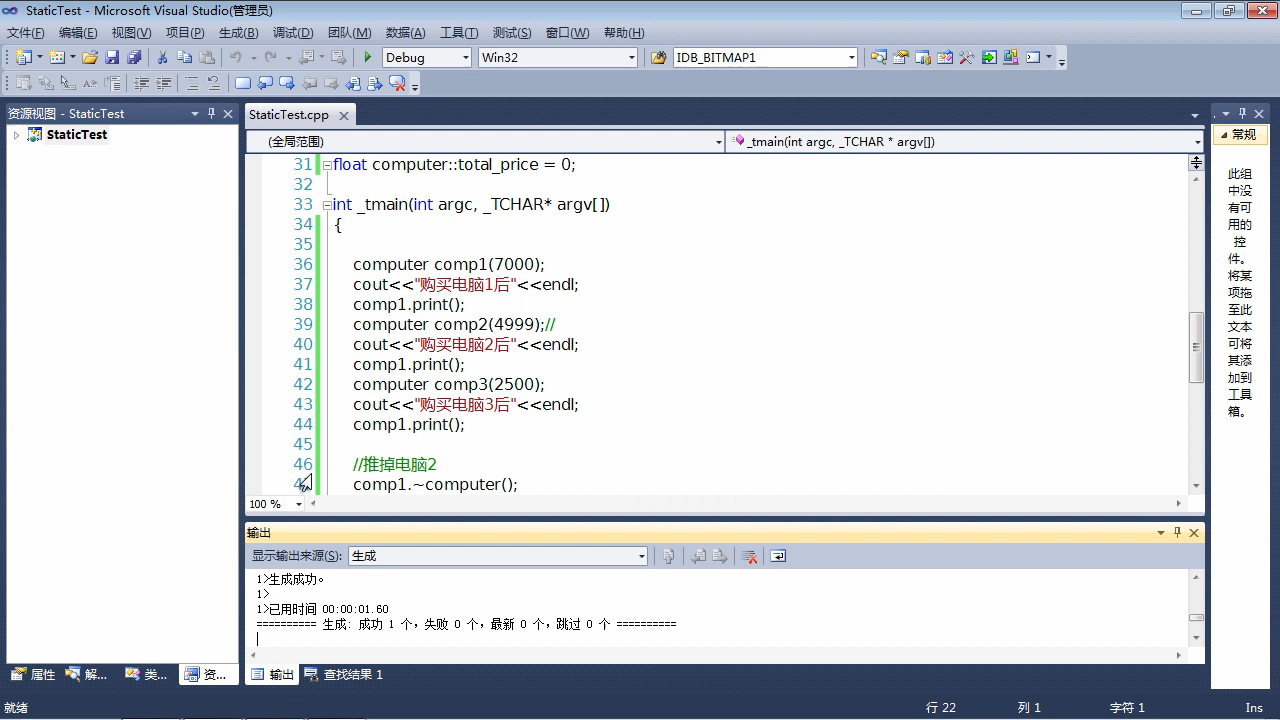 StaticTest - Microsoft Visual Studio(管理员)
文件(F) 编辑(E) 视图(V) 项目(P) 生成(B) 调试(D) 团队(M) 数据(A) 工具(T) 测试(S) 窗口(W) 帮助(H)
Debug Win32 IDB_BITMAP1
资源视图 - StaticTest
StaticTest
StaticTest.cpp
(全局范围) _tmain(int argc, _TCHAR * argv[])
31 float computer::total_price = 0;
32
33 int _tmain(int argc, _TCHAR* argv[])
34 {
35
36 computer comp1(7000);
37 cout<<"购买电脑1后"<<endl;
38 comp1.print();
39 computer comp2(4999);//
40 cout<<"购买电脑2后"<<endl;
41 comp1.print();
42 computer comp3(2500);
43 cout<<"购买电脑3后"<<endl;
44 comp1.print();
45
46 //推掉电脑2
comp1.~computer();
100 %
常规
此组
中没
有可
用的
控
件。
将某
项拖
至此
文本
可将
其添
加到
工具
箱。
输出
显示输出来源(S): 生成
1>生成成功。
1>
1>已用时间 00:00:01.60
========== 生成: 成功 1 个，失败 0 个，最新 0 个，跳过 0 个 ==========
属性 解... 类... 资...
输出 查找结果 1
就绪 行 22 列 1 字符 1 Ins